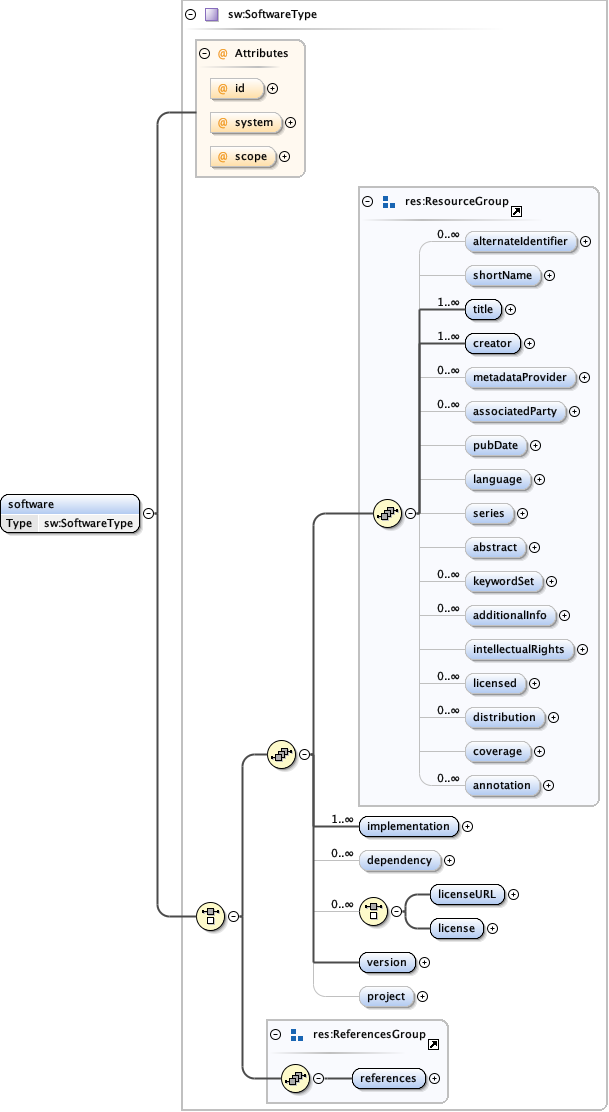 sw:SoftwareType
@ Attributes
@ id
@ system
@ scope
res:ResourceGroup
0..∞ alternateIdentifier
shortName
1..∞ title
1..∞ creator
0..∞ metadataProvider
0..∞ associatedParty
pubDate
language
software
Type sw:SoftwareType
series
abstract
0..∞ keywordSet
0..∞ additionalInfo
intellectualRights
0..∞ licensed
0..∞ distribution
coverage
0..∞ annotation
1..∞ implementation
0..∞ dependency
0..∞
licenseURL
license
version
project
res:ReferencesGroup
references